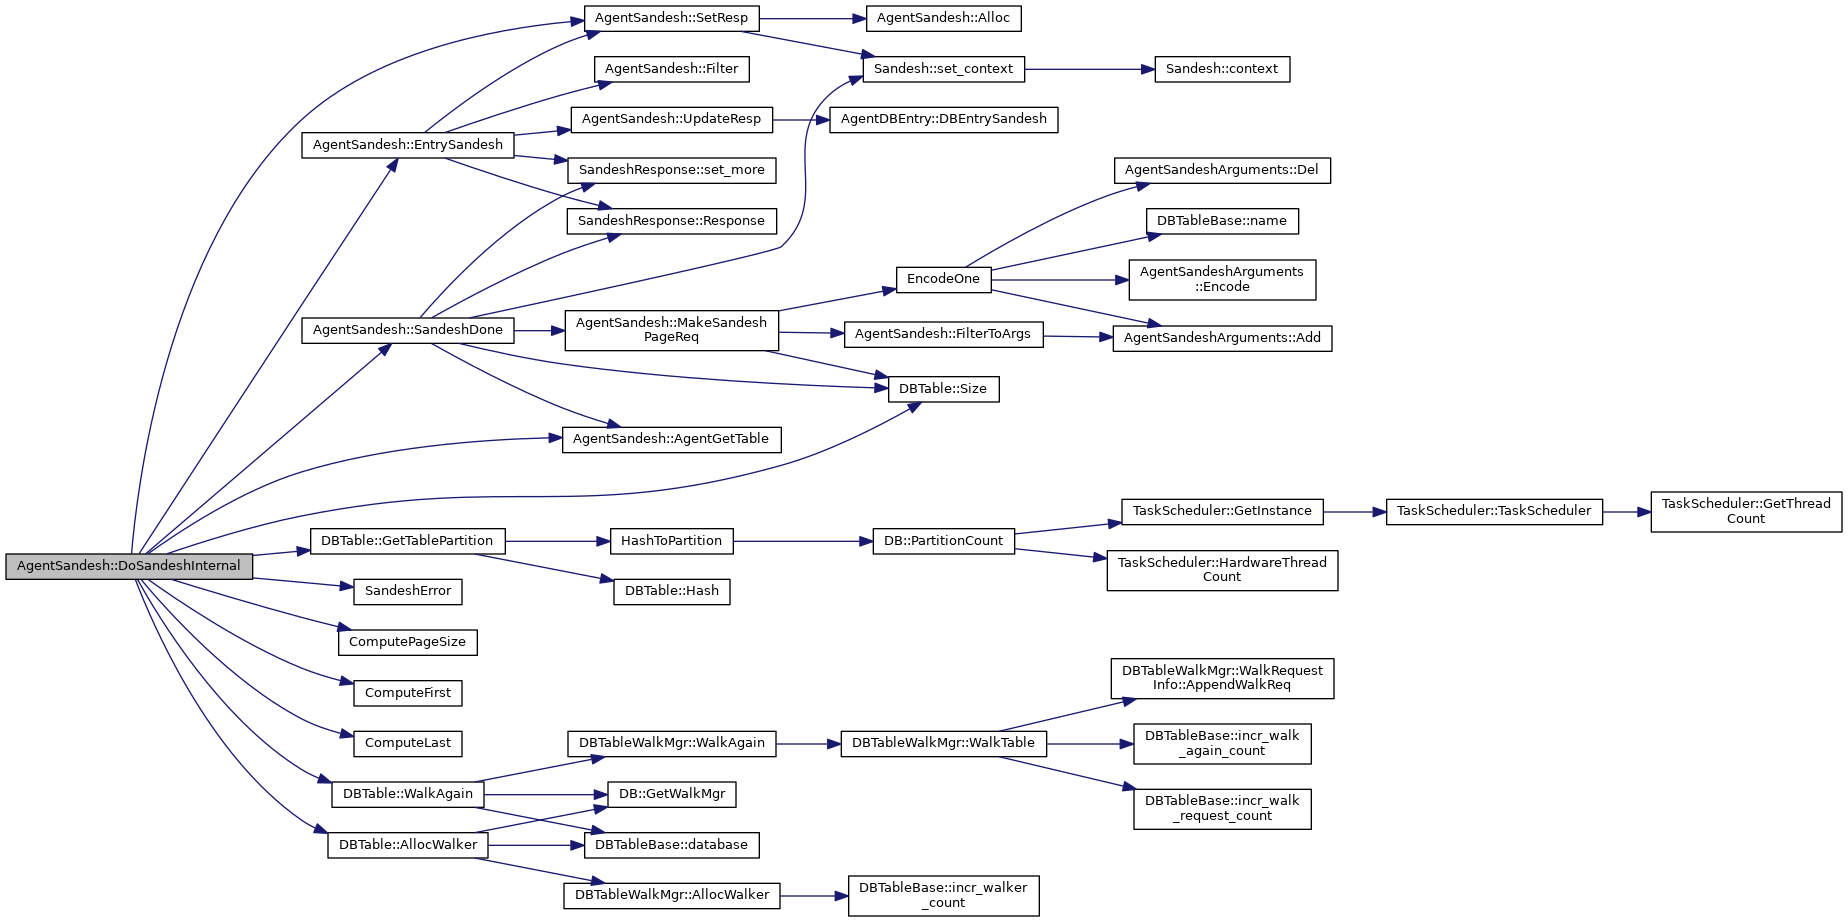 AgentSandesh::SetResp
AgentSandesh::Alloc
AgentSandesh::Filter
Sandesh::set_context
Sandesh::context
AgentSandesh::UpdateResp
AgentDBEntry::DBEntrySandesh
AgentSandesh::EntrySandesh
SandeshResponse::set_more
AgentSandeshArguments::Del
SandeshResponse::Response
DBTableBase::name
EncodeOne
AgentSandeshArguments
::Encode
AgentSandesh::SandeshDone
AgentSandesh::MakeSandesh
PageReq
AgentSandesh::FilterToArgs
AgentSandeshArguments::Add
DBTable::Size
AgentSandesh::AgentGetTable
TaskScheduler::GetInstance
TaskScheduler::TaskScheduler
TaskScheduler::GetThread
Count
DBTable::GetTablePartition
HashToPartition
DB::PartitionCount
AgentSandesh::DoSandeshInternal
TaskScheduler::HardwareThread
Count
SandeshError
DBTable::Hash
ComputePageSize
ComputeFirst
DBTableWalkMgr::WalkRequest
Info::AppendWalkReq
ComputeLast
DBTableWalkMgr::WalkAgain
DBTableWalkMgr::WalkTable
DBTableBase::incr_walk
_again_count
DBTable::WalkAgain
DB::GetWalkMgr
DBTableBase::incr_walk
_request_count
DBTable::AllocWalker
DBTableBase::database
DBTableWalkMgr::AllocWalker
DBTableBase::incr_walker
_count